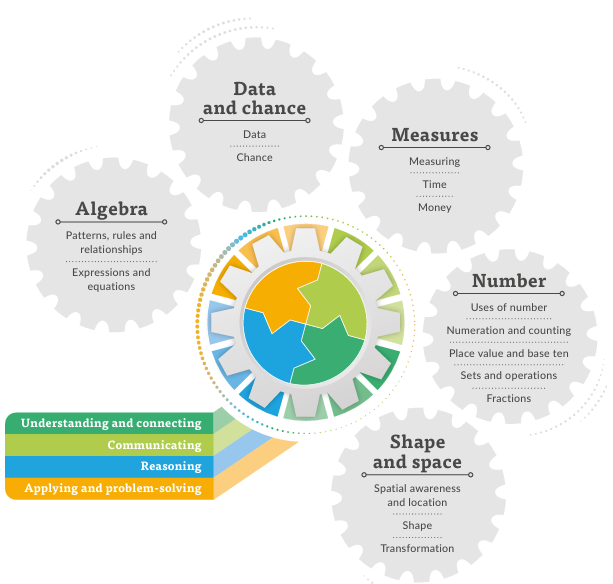 Data
and chance
Data
Chance
Measures
Measuring
Time
Money
Algebra
Patterns, rules and
relationships
Expressions and
equations
Number
Uses of number
Numeration and counting
Place value and base ten
Sets and operations
Fractions
Understanding and connecting
Communicating
Reasoning
Applying and problem-solving
Shape
and space
Spatial awareness
and location
Shape
Transformation